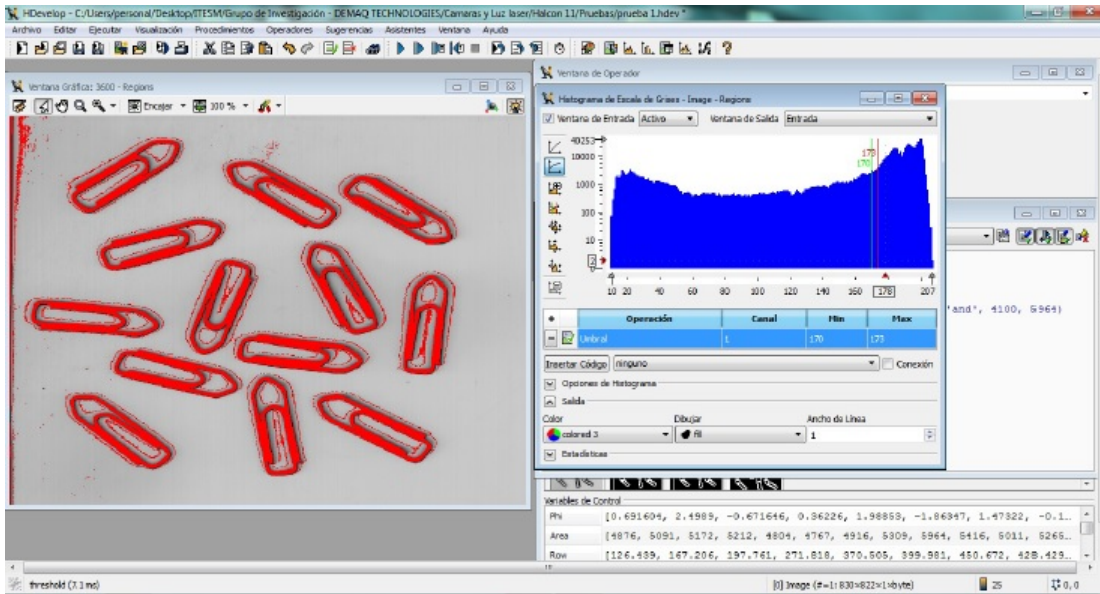 HDevelop - C:/Users/personal/Desktop/ITESM/Grupo de Investigación - DEMAQ TECHNOLOGIES/Camaras y Luz laser/Halcon 11/Pruebas/prueba 1.hdev *
Archivo Editar Ejecutar Visualización Procedimientos Operadores Sugerencias Asistentes Ventana Ayuda
Ventana Gráfica: 3600 - Regions
Encajar 100 %
Ventana de Operador
Histograma de Escala de Grises - Image - Regions
Ventana de Entrada Activo Ventana de Salida Entrada
40253
10000
1000
100
10
2
0
173
170
10 20 40 60 80 100 120 140 160 178 207
Operación Canal Min Max
Umbral 1 170 173
Insertar Código ninguno Conexión
Opciones de Histograma
Salida
Color Dibujar Ancho de Línea
colored 3 fill 1
Estadísticas
'and', 4100, 5964)
Variables de Control
Phi [0.691604, 2.4989, -0.671646, 0.36226, 1.98853, -1.86347, 1.47322, -0.1...
Area [4876, 5091, 5172, 5212, 4804, 4767, 4916, 5309, 5964, 5416, 5011, 5265...
Row [126.439, 167.206, 197.761, 271.818, 370.505, 399.981, 450.672, 428.429...
threshold (7.1 ms)
[0] Image (#=1: 830×822×1×byte) 25 0, 0